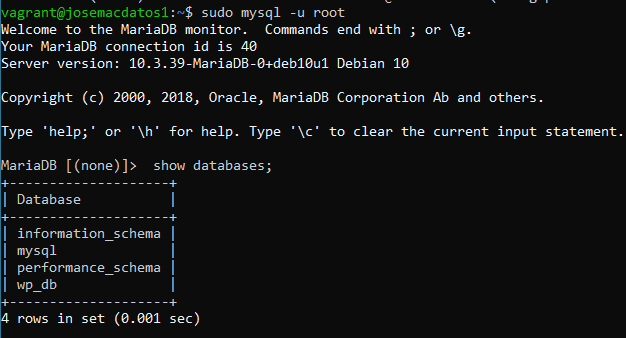 vagrant@josemacdatos1:~$ sudo mysql -u root
Welcome to the MariaDB monitor.  Commands end with ; or \g.
Your MariaDB connection id is 40
Server version: 10.3.39-MariaDB-0+deb10u1 Debian 10
Copyright (c) 2000, 2018, Oracle, MariaDB Corporation Ab and others.
Type 'help;' or '\h' for help. Type '\c' to clear the current input statement.
MariaDB [(none)]>  show databases;
+--------------------+
| Database           |
+--------------------+
| information_schema |
| mysql              |
| performance_schema |
| wp_db              |
+--------------------+
4 rows in set (0.001 sec)